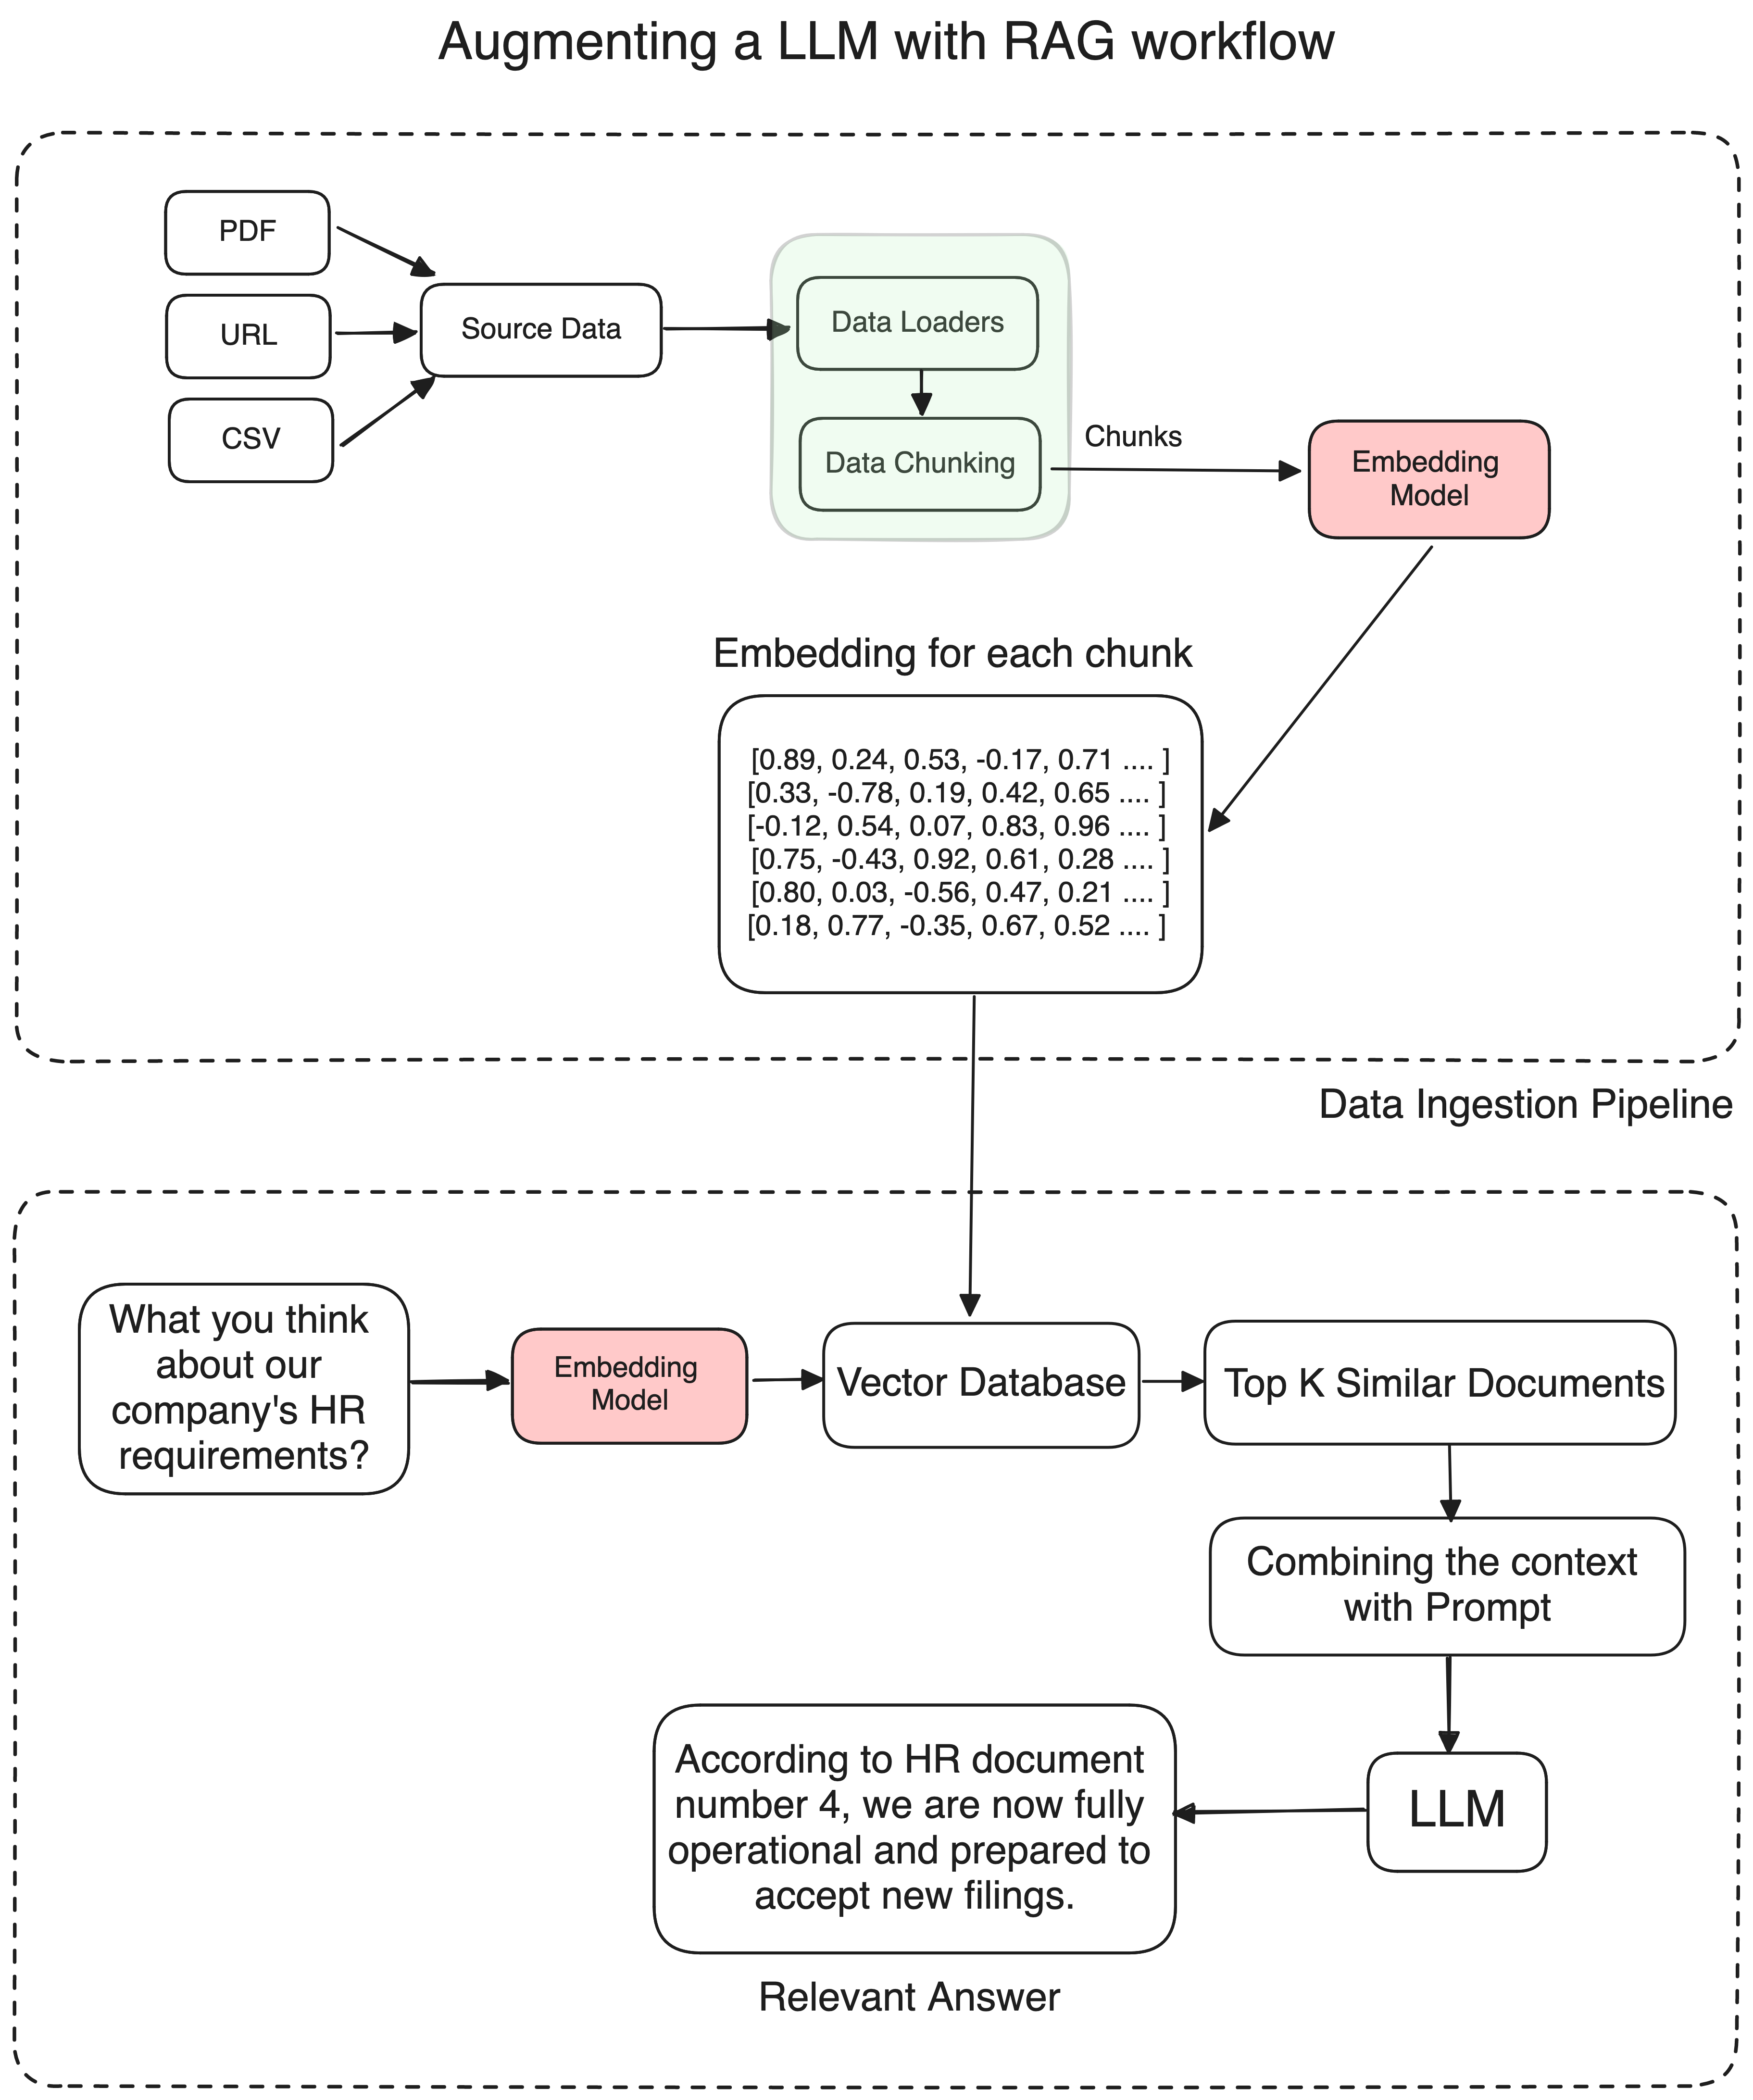 Augmenting a LLM with RAG workflow
PDF
URL
CSV
Source Data
Data Loaders
Data Chunking
Chunks
Embedding
Model
Embedding for each chunk
[0.89, 0.24, 0.53, -0.17, 0.71 .... ]
[0.33, -0.78, 0.19, 0.42, 0.65 .... ]
[-0.12, 0.54, 0.07, 0.83, 0.96 .... ]
[0.75, -0.43, 0.92, 0.61, 0.28 .... ]
[0.80, 0.03, -0.56, 0.47, 0.21 .... ]
[0.18, 0.77, -0.35, 0.67, 0.52 .... ]
Data Ingestion Pipeline
What you think
about our
company's HR
requirements?
Embedding
Model
Vector Database
Top K Similar Documents
Combining the context
with Prompt
LLM
According to HR document
number 4, we are now fully
operational and prepared to
accept new filings.
Relevant Answer